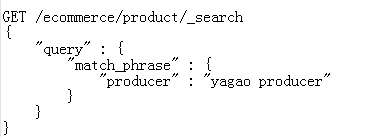 GET /ecommerce/product/_search
{
    "query" : {
        "match_phrase" : {
            "producer" : "yagao producer"
        }
    }
}